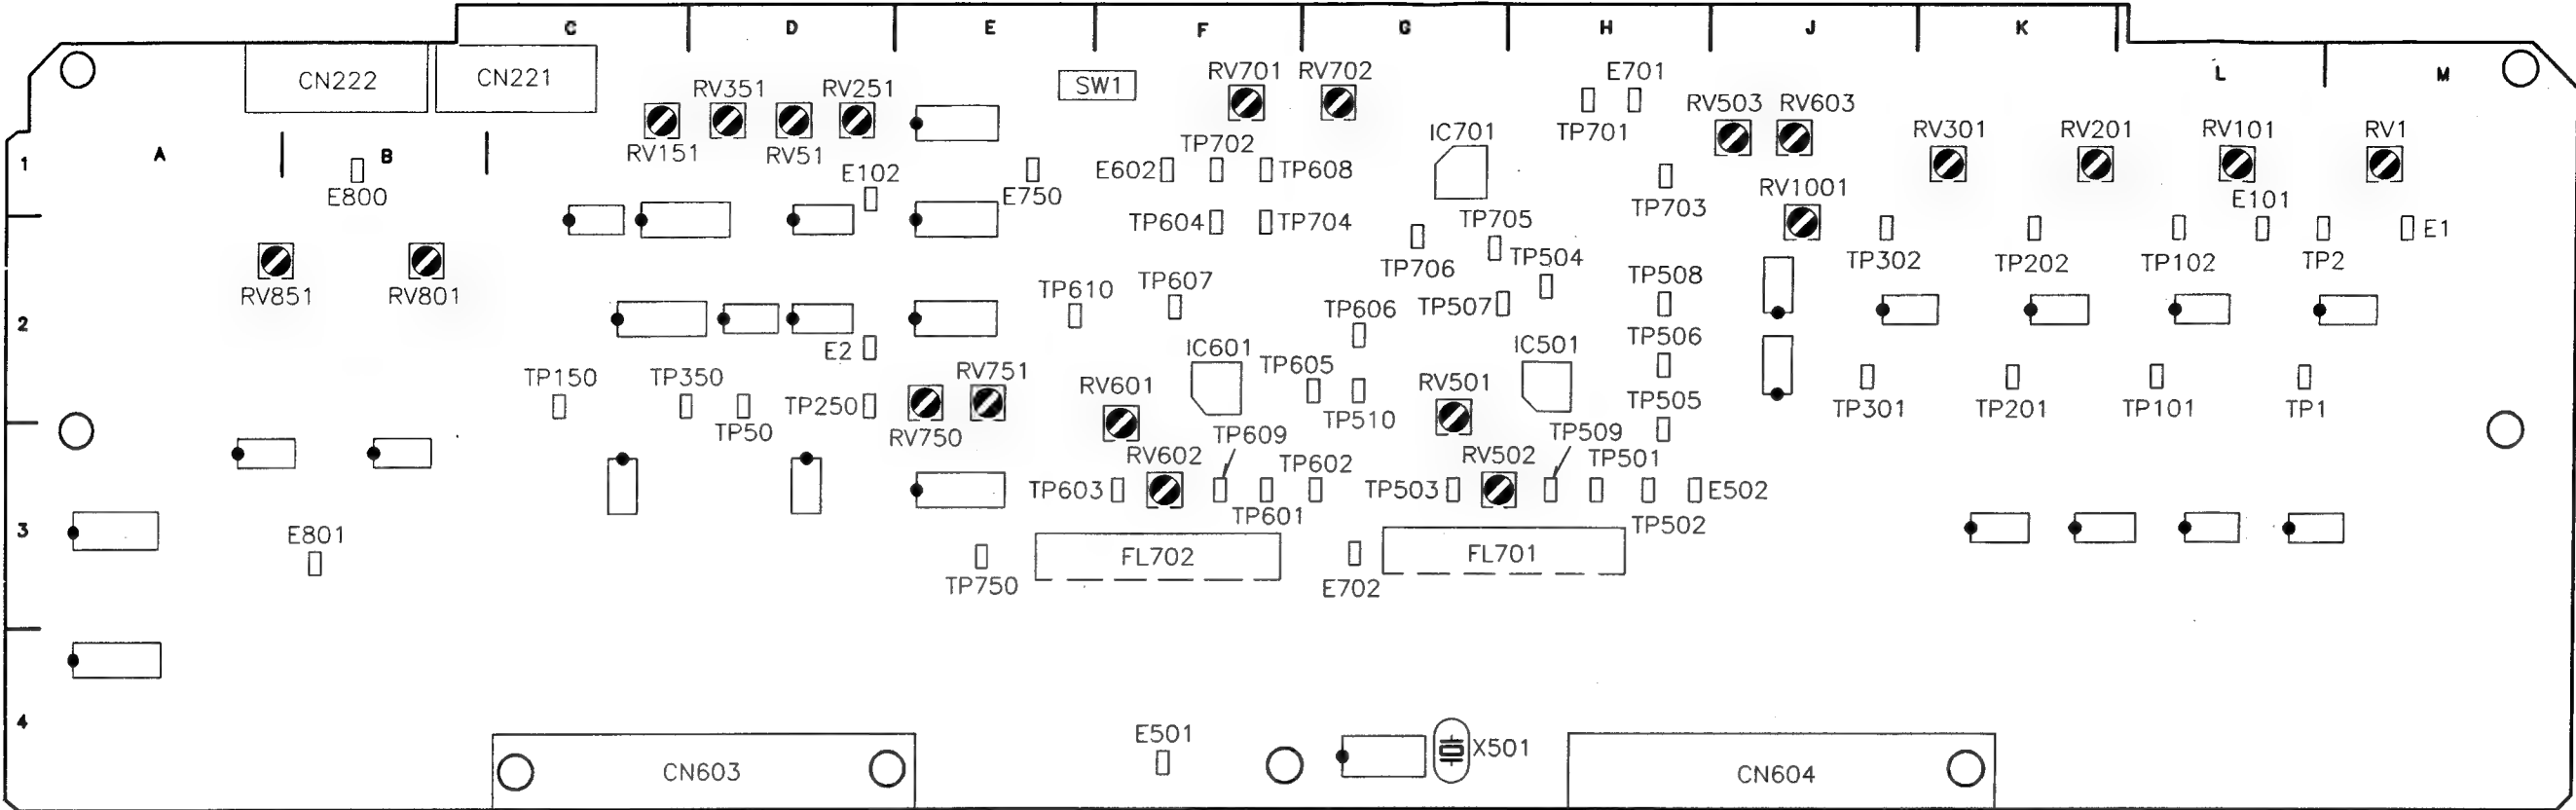 C D E F G H J K
L M
CN222 CN221 SW1
RV351 RV251 RV701 RV702 E701
RV503 RV603
RV151 RV51 IC701 TP701 RV301 RV201 RV101 RV1
TP702
1 A B
E800 E102 E750 E602 TP608 TP703 RV1001 E101
TP604 TP704 TP705 E1
TP706 TP504 TP302 TP202 TP102 TP2
RV851 RV801 TP610 TP607 TP508
2 TP606 TP507
E2 IC601 TP605 IC501 TP506
TP150 TP350 RV751 RV601 RV501
TP50 TP250 TP510 TP505 TP301 TP201 TP101 TP1
RV750 TP609 TP509
RV602 TP602 RV502 TP501
TP603 TP601 TP503 E502
3 E801 TP502
FL702 FL701
TP750 E702
4 E501 X501
CN603 CN604